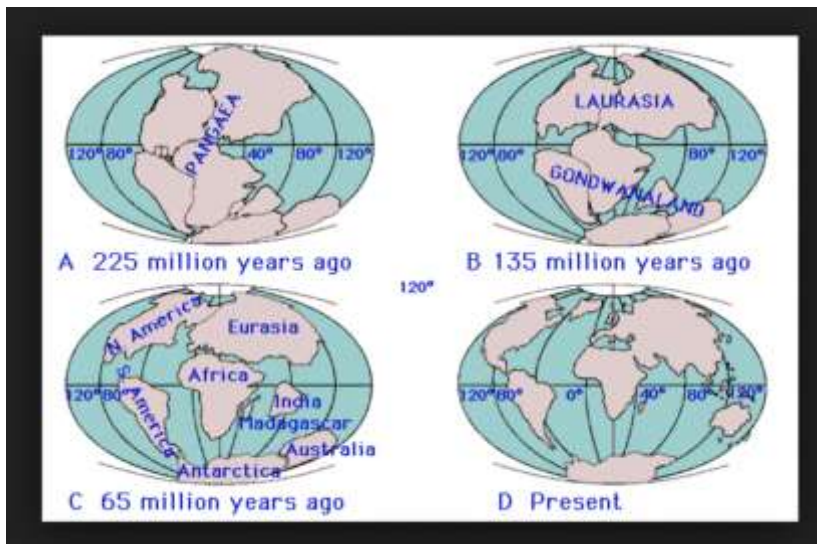 PANGAEA
120° 80° 40° 80° 120°
A 225 million years ago
LAURASIA
120° 80° 80° 120°
GONDWANALAND
B 135 million years ago
120°
N America
Eurasia
Africa
120° 80°
S America
India
Madagascar
Australia
Antarctica
C 65 million years ago
120° 80° 0° 40° 80° 120°
D Present